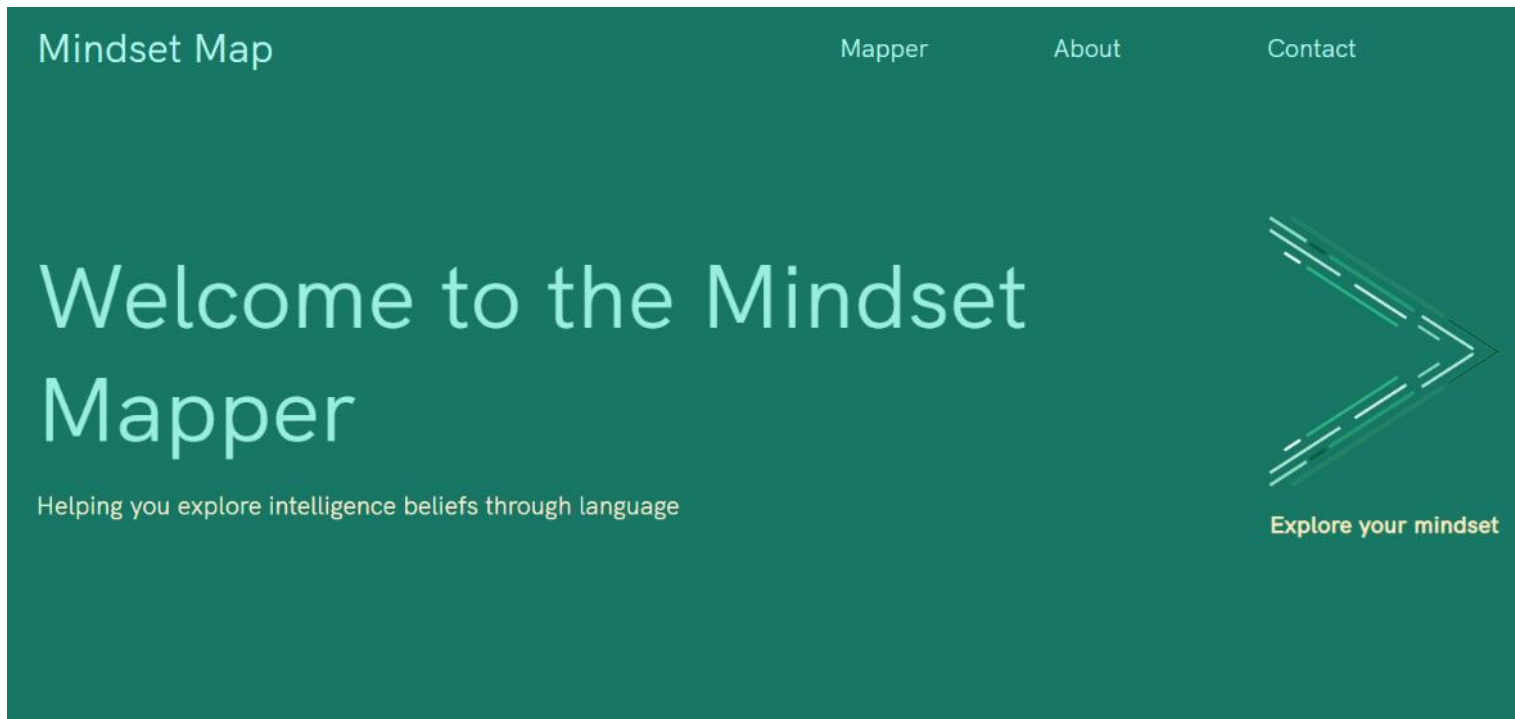 Mindset Map
Mapper
About
Contact
Welcome to the Mindset
Mapper
Helping you explore intelligence beliefs through language
Explore your mindset